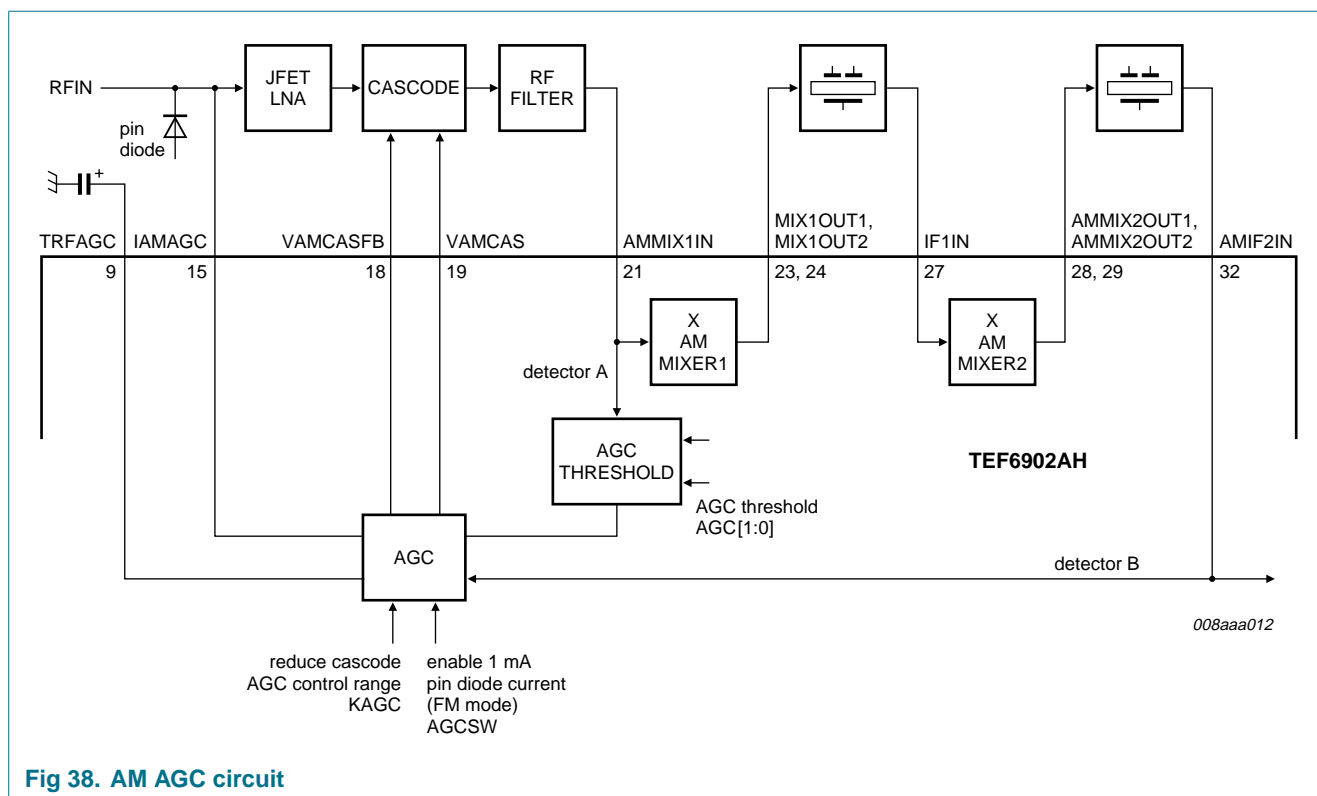 RFIN
pin
diode
JFET
LNA
CASCODE
RF
FILTER
+
TRFAGC
IAMAGC
VAMCASFB
VAMCAS
AMMIX1IN
MIX1OUT1,
MIX1OUT2
IF1IN
AMMIX2OUT1,
AMMIX2OUT2
AMIF2IN
9
15
18
19
21
23, 24
27
28, 29
32
X
AM
MIXER1
X
AM
MIXER2
detector A
AGC
THRESHOLD
TEF6902AH
AGC threshold
AGC[1:0]
AGC
detector B
008aaa012
reduce cascode
AGC control range
KAGC
enable 1 mA
pin diode current
(FM mode)
AGCSW
Fig 38. AM AGC circuit